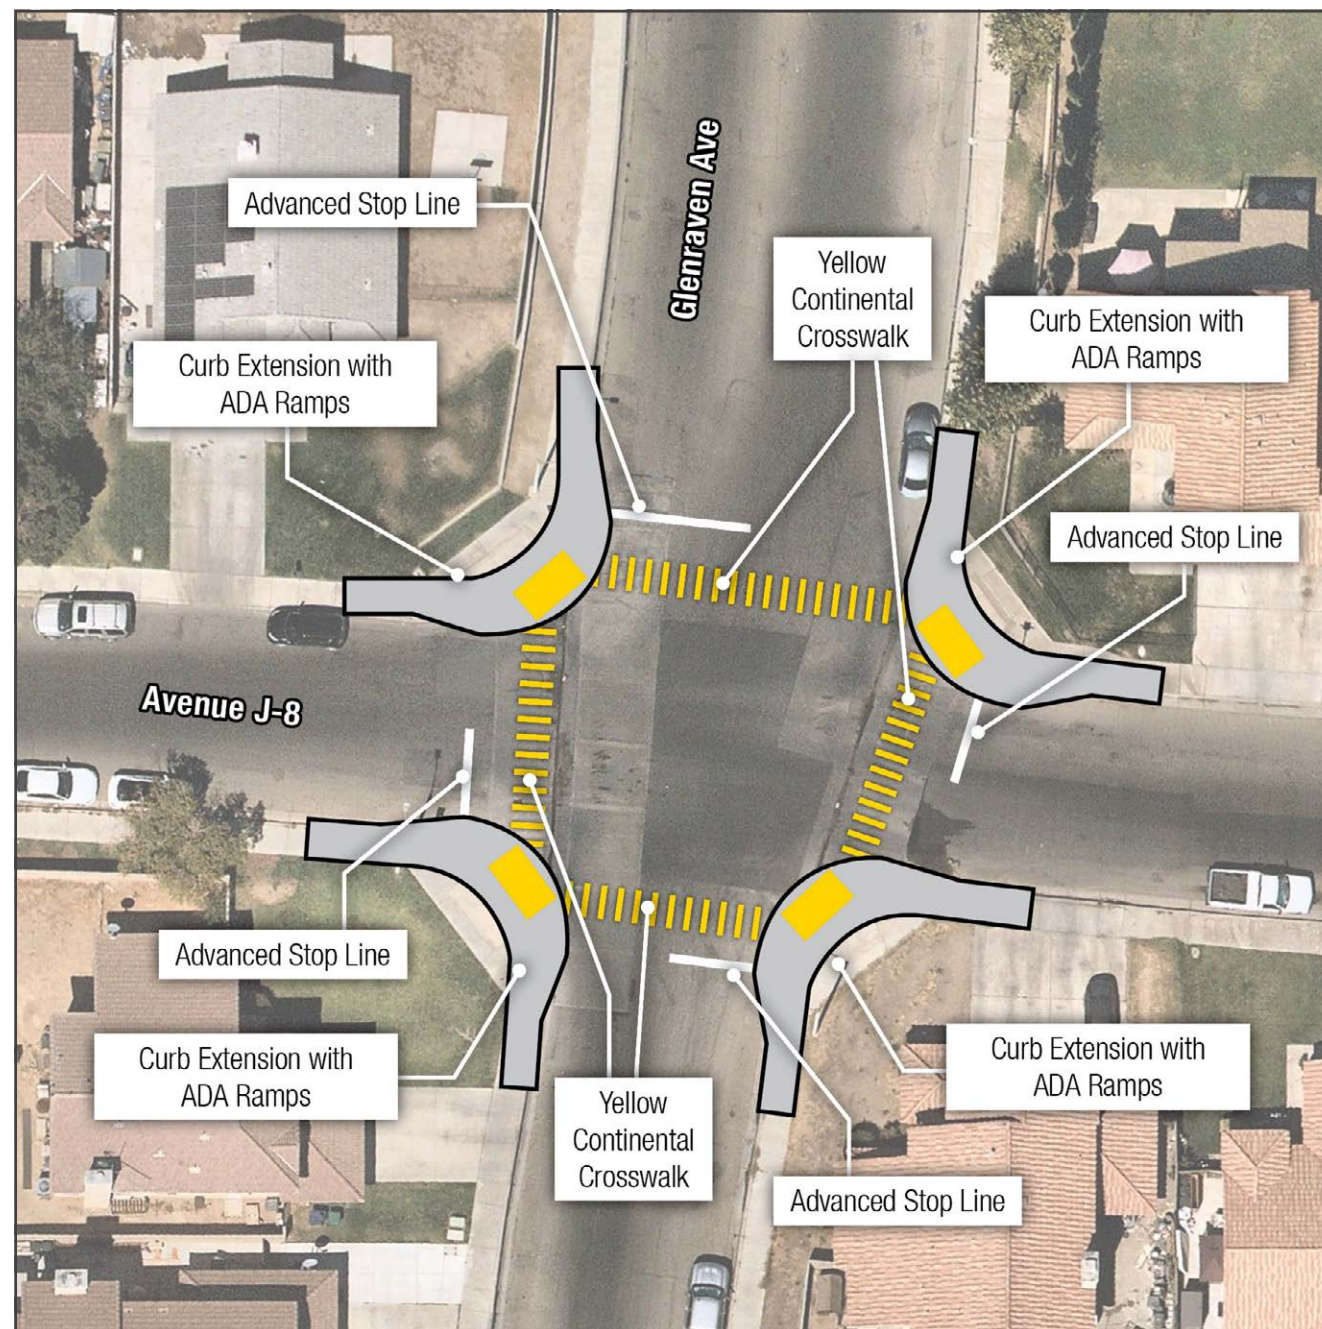 Glenraven Ave
Advanced Stop Line
Yellow
Continental
Crosswalk
Curb Extension with
ADA Ramps
Curb Extension with
ADA Ramps
Advanced Stop Line
Avenue J-8
Advanced Stop Line
Curb Extension with
ADA Ramps
Yellow
Continental
Crosswalk
Curb Extension with
ADA Ramps
Advanced Stop Line